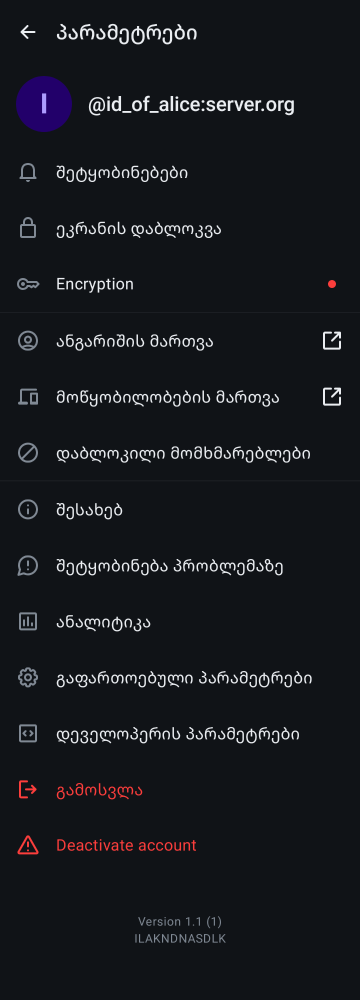 პარამეტრები
I
@id_of_alice:server.org
შეტყობინებები
ეკრანის დაბლოკვა
Encryption
ანგარიშის მართვა
მოწყობილობების მართვა
დაბლოკილი მომხმარებლები
შესახებ
შეტყობინება პრობლემაზე
ანალიტიკა
გაფართოებული პარამეტრები
დეველოპერის პარამეტრები
გამოსვლა
Deactivate account
Version 1.1 (1)
ILAKNDNASDLK